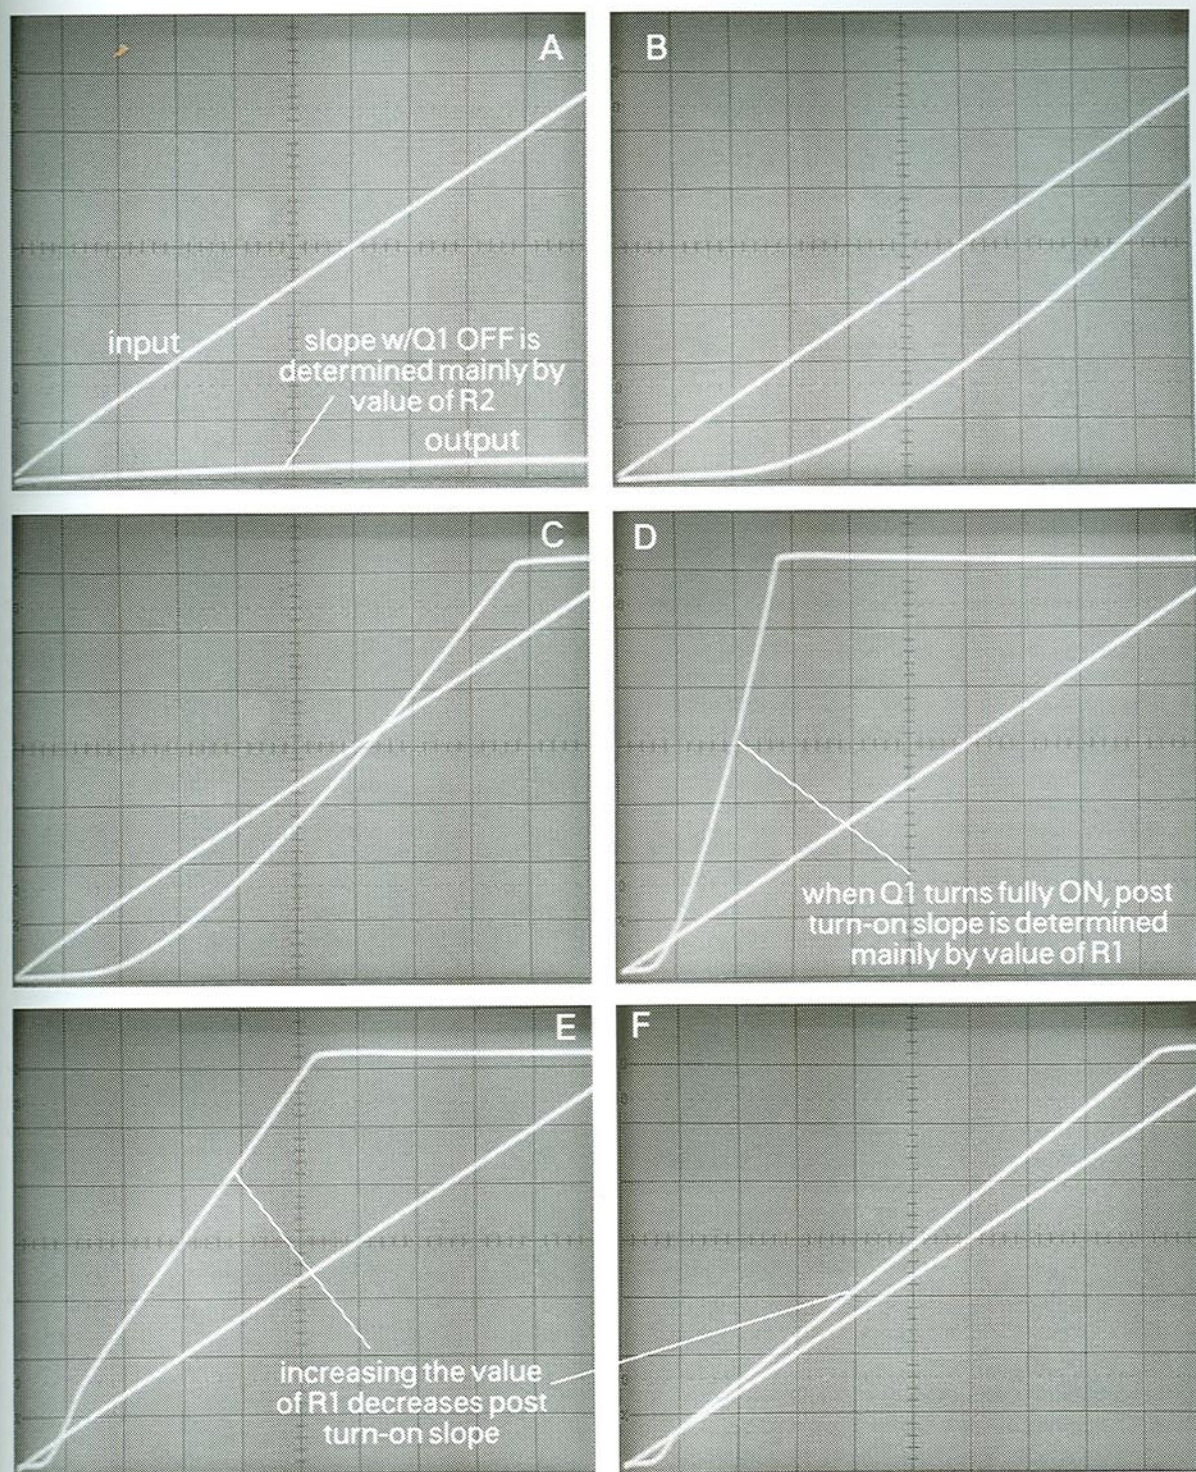 A
input
slope w/Q1 OFF is
determined mainly by
value of R2
output
B
C
D
when Q1 turns fully ON, post
turn-on slope is determined
mainly by value of R1
E
increasing the value
of R1 decreases post
turn-on slope
F